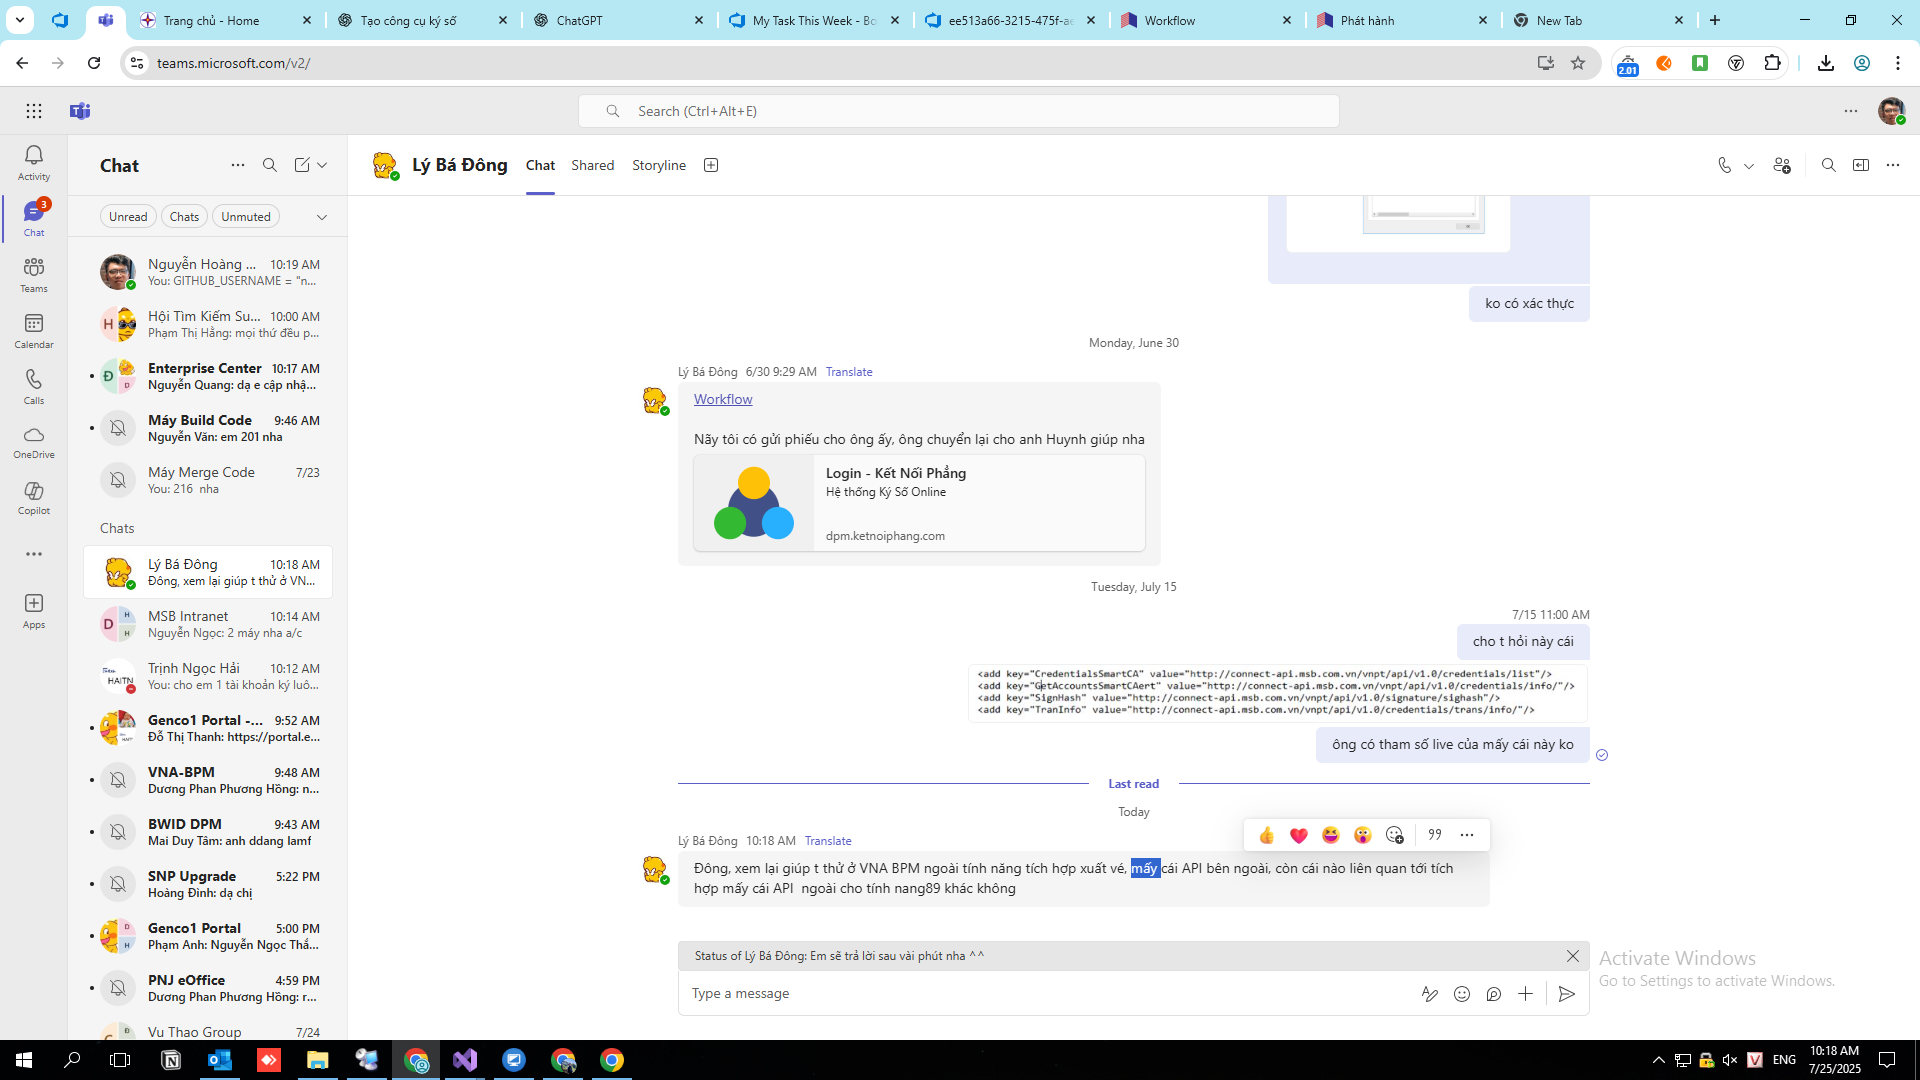 Trang chủ - Home
Tạo công cụ ký số
ChatGPT
My Task This Week - Bo
ee513a66-3215-475f-ae
Workflow
Phát hành
New Tab
teams.microsoft.com/v2/
2.01
Search (Ctrl+Alt+E)
Activity
3
Chat
Teams
Calendar
Calls
OneDrive
Copilot
Apps
Chat
Unread
Chats
Unmuted
Nguyễn Hoàng ...
10:19 AM
You: GITHUB_USERNAME = "n...
H
Hội Tìm Kiếm Su...
10:00 AM
Phạm Thị Hằng: mọi thứ đều p...
Đ
D
Enterprise Center
10:17 AM
Nguyễn Quang: dạ e cập nhậ...
Máy Build Code
9:46 AM
Nguyễn Văn: em 201 nha
Máy Merge Code
7/23
You: 216 nha
Chats
Lý Bá Đông
10:18 AM
Đông, xem lại giúp t thử ở VN...
D
H
H
MSB Intranet
10:14 AM
Nguyễn Ngọc: 2 máy nha a/c
HAITN
Trịnh Ngọc Hải
10:12 AM
You: cho em 1 tài khoản ký luô...
Genco1 Portal -...
9:52 AM
Đỗ Thị Thanh: https://portal.e...
VNA-BPM
9:48 AM
Dương Phan Phương Hồng: n...
BWID DPM
9:43 AM
Mai Duy Tâm: anh ddang lamf
SNP Upgrade
5:22 PM
Hoàng Đình: dạ chị
D
H
Genco1 Portal
5:00 PM
Phạm Anh: Nguyễn Ngọc Thắ...
PNJ eOffice
4:59 PM
Dương Phan Phương Hồng: r...
Vu Thao Group
7/24
Lý Bá Đông
Chat
Shared
Storyline
ko có xác thực
Monday, June 30
Lý Bá Đông 6/30 9:29 AM Translate
Workflow
Nãy tôi có gửi phiếu cho ông ấy, ông chuyển lại cho anh Huynh giúp nha
Login - Kết Nối Phẳng
Hệ thống Ký Số Online
dpm.ketnoiphang.com
Tuesday, July 15
7/15 11:00 AM
cho t hỏi này cái
<add key="CredentialsSmartCA" value="http://connect-api.msb.com.vn/vnpt/api/v1.0/credentials/list"/>
<add key="GetAccountsSmartCAert" value="http://connect-api.msb.com.vn/vnpt/api/v1.0/credentials/info/"/>
<add key="SignHash" value="http://connect-api.msb.com.vn/vnpt/api/v1.0/signature/sighash"/>
<add key="TranInfo" value="http://connect-api.msb.com.vn/vnpt/api/v1.0/credentials/trans/info/"/>
ông có tham số live của mấy cái này ko
Last read
Today
Lý Bá Đông 10:18 AM Translate
Đông, xem lại giúp t thử ở VNA BPM ngoài tính năng tích hợp xuất vé, mấy cái API bên ngoài, còn cái nào liên quan tới tích
hợp mấy cái API ngoài cho tính nang89 khác không
Status of Lý Bá Đông: Em sẽ trả lời sau vài phút nha ^^
Type a message
Activate Windows
Go to Settings to activate Windows.
ENG
10:18 AM
7/25/2025